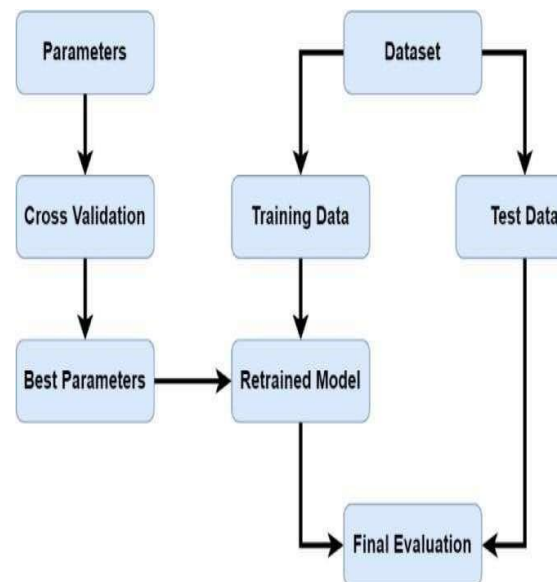 Parameters
Dataset
Cross Validation
Training Data
Test Data
Best Parameters
Retrained Model
Final Evaluation